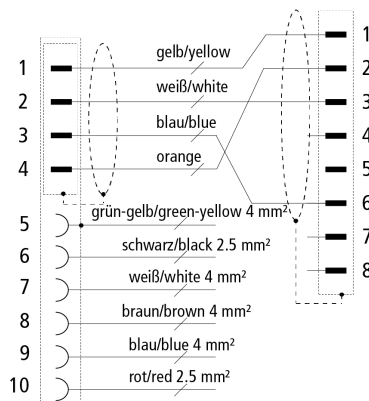 gelb/yellow
1
weiß/white
2
blau/blue
3
orange
4
grün-gelb/green-yellow 4 mm²
5
schwarz/black 2.5 mm²
6
weiß/white 4 mm²
7
braun/brown 4 mm²
8
blau/blue 4 mm²
9
rot/red 2.5 mm²
10
1
2
3
4
5
6
7
8